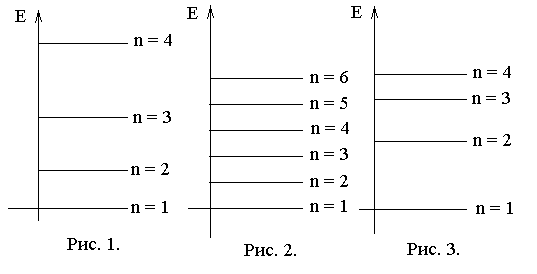 E
n = 4
n = 3
n = 2
n = 1
Рис. 1.
E
n = 6
n = 5
n = 4
n = 3
n = 2
n = 1
Рис. 2.
E
n = 4
n = 3
n = 2
n = 1
Рис. 3.